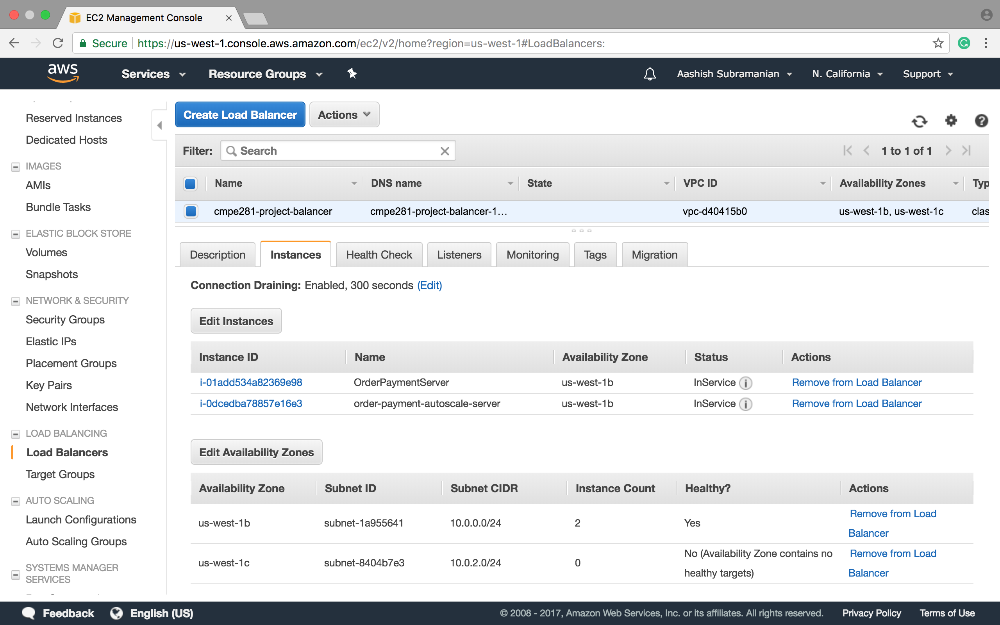 EC2 Management Console
Secure https://us-west-1.console.aws.amazon.com/ec2/v2/home?region=us-west-1#LoadBalancers:
aws Services Resource Groups Aashish Subramanian N. California Support
Reserved Instances
Dedicated Hosts
IMAGES
AMIs
Bundle Tasks
ELASTIC BLOCK STORE
Volumes
Snapshots
NETWORK & SECURITY
Security Groups
Elastic IPs
Placement Groups
Key Pairs
Network Interfaces
LOAD BALANCING
Load Balancers
Target Groups
AUTO SCALING
Launch Configurations
Auto Scaling Groups
SYSTEMS MANAGER
SERVICES
Create Load Balancer Actions
Filter: Search 1 to 1 of 1
Name DNS name State VPC ID Availability Zones Typ
cmpe281-project-balancer cmpe281-project-balancer-1… vpc-d40415b0 us-west-1b, us-west-1c clas
Description Instances Health Check Listeners Monitoring Tags Migration
Connection Draining: Enabled, 300 seconds (Edit)
Edit Instances
Instance ID Name Availability Zone Status Actions
i-01add534a82369e98 OrderPaymentServer us-west-1b InService Remove from Load Balancer
i-0dcedba78857e16e3 order-payment-autoscale-server us-west-1b InService Remove from Load Balancer
Edit Availability Zones
Availability Zone Subnet ID Subnet CIDR Instance Count Healthy? Actions
us-west-1b subnet-1a955641 10.0.0.0/24 2 Yes Remove from Load
Balancer
us-west-1c subnet-8404b7e3 10.0.2.0/24 0 No (Availability Zone contains no Remove from Load
healthy targets) Balancer
Feedback English (US) © 2008 - 2017, Amazon Web Services, Inc. or its affiliates. All rights reserved. Privacy Policy Terms of Use